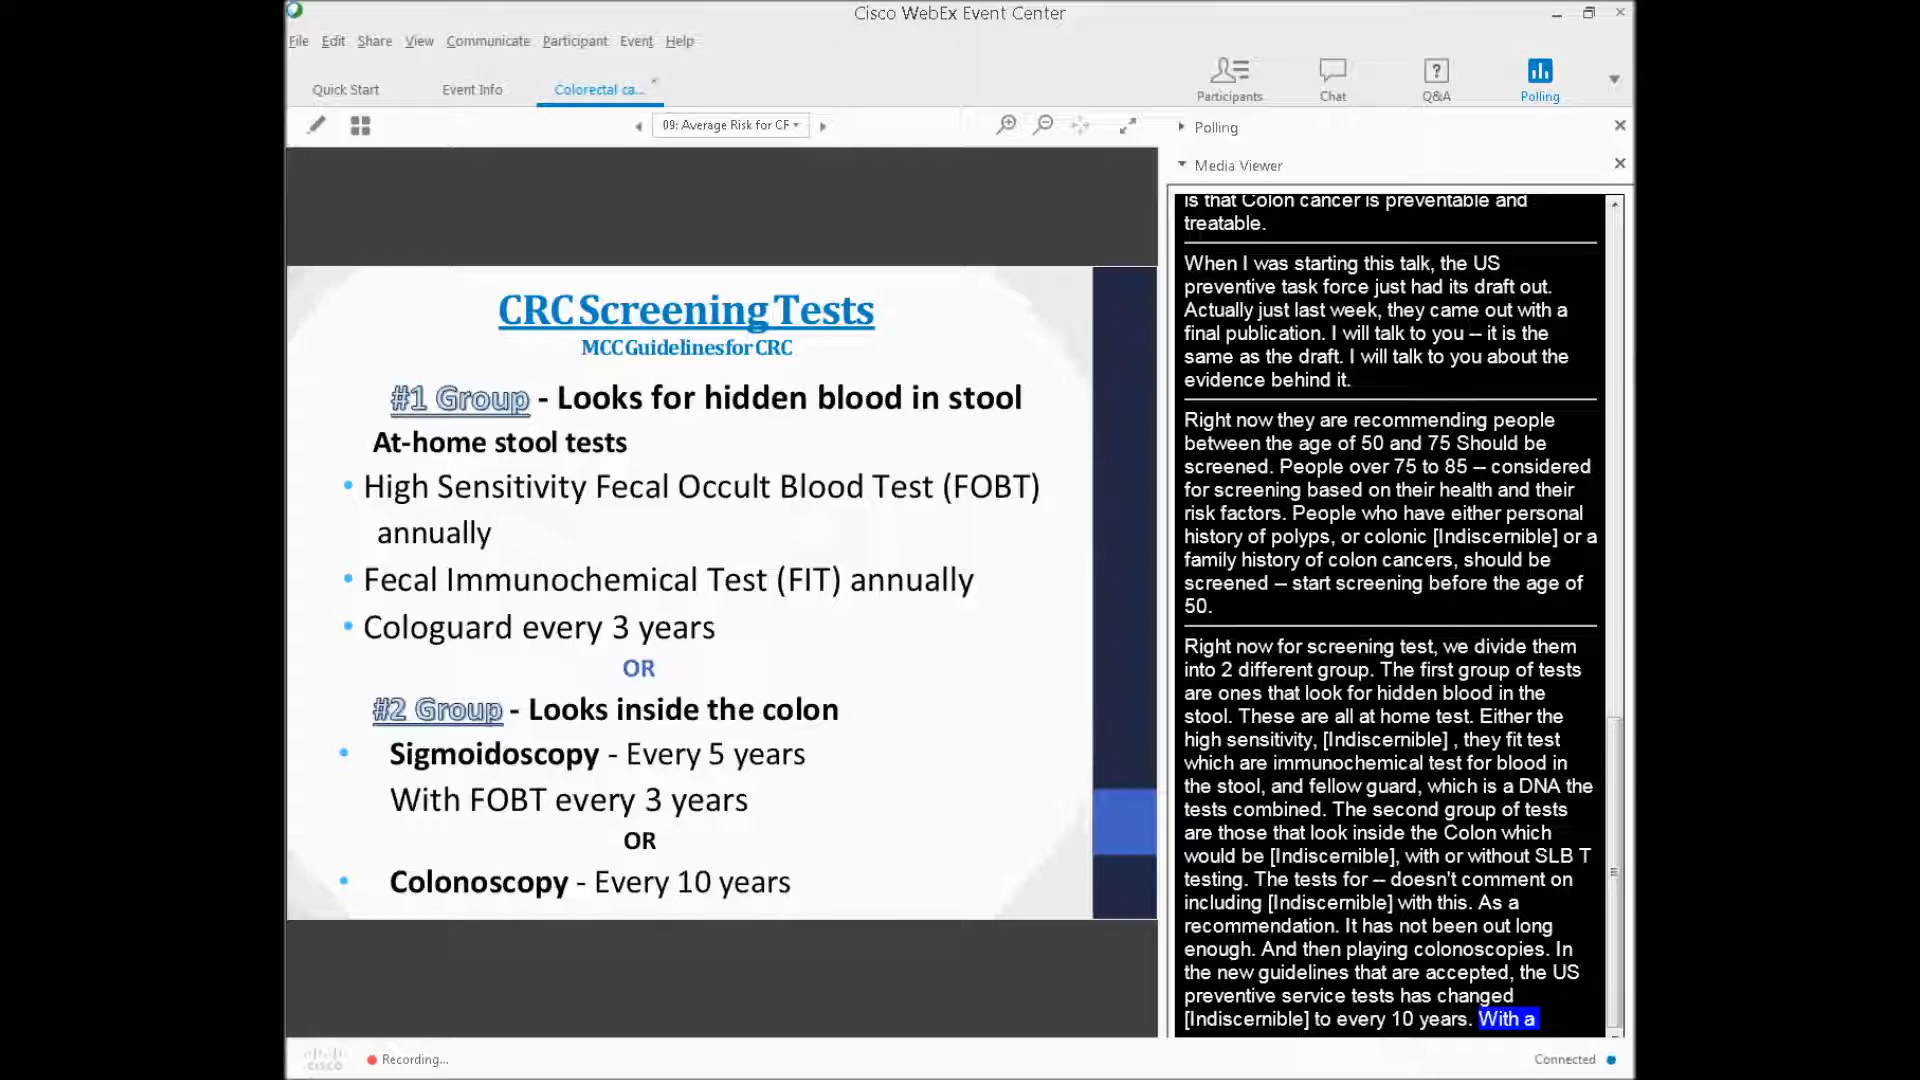 Cisco WebEx Event Center
File Edit Share View Communicate Participant Event Help
Quick Start Event Info Colorectal ca...
Participants Chat Q&A Polling
09: Average Risk for CF
Polling
Media Viewer
CRC Screening Tests
MCC Guidelines for CRC
#1 Group - Looks for hidden blood in stool
At-home stool tests
• High Sensitivity Fecal Occult Blood Test (FOBT)
annually
• Fecal Immunochemical Test (FIT) annually
• Cologuard every 3 years
OR
#2 Group - Looks inside the colon
• Sigmoidoscopy - Every 5 years
With FOBT every 3 years
OR
• Colonoscopy - Every 10 years
is that Colon cancer is preventable and
treatable.
When I was starting this talk, the US
preventive task force just had its draft out.
Actually just last week, they came out with a
final publication. I will talk to you -- it is the
same as the draft. I will talk to you about the
evidence behind it.
Right now they are recommending people
between the age of 50 and 75 Should be
screened. People over 75 to 85 -- considered
for screening based on their health and their
risk factors. People who have either personal
history of polyps, or colonic [Indiscernible] or a
family history of colon cancers, should be
screened -- start screening before the age of
50.
Right now for screening test, we divide them
into 2 different group. The first group of tests
are ones that look for hidden blood in the
stool. These are all at home test. Either the
high sensitivity, [Indiscernible] , they fit test
which are immunochemical test for blood in
the stool, and fellow guard, which is a DNA the
tests combined. The second group of tests
are those that look inside the Colon which
would be [Indiscernible], with or without SLB T
testing. The tests for -- doesn't comment on
including [Indiscernible] with this. As a
recommendation. It has not been out long
enough. And then playing colonoscopies. In
the new guidelines that are accepted, the US
preventive service tests has changed
[Indiscernible] to every 10 years. With a
cisco
Recording...
Connected